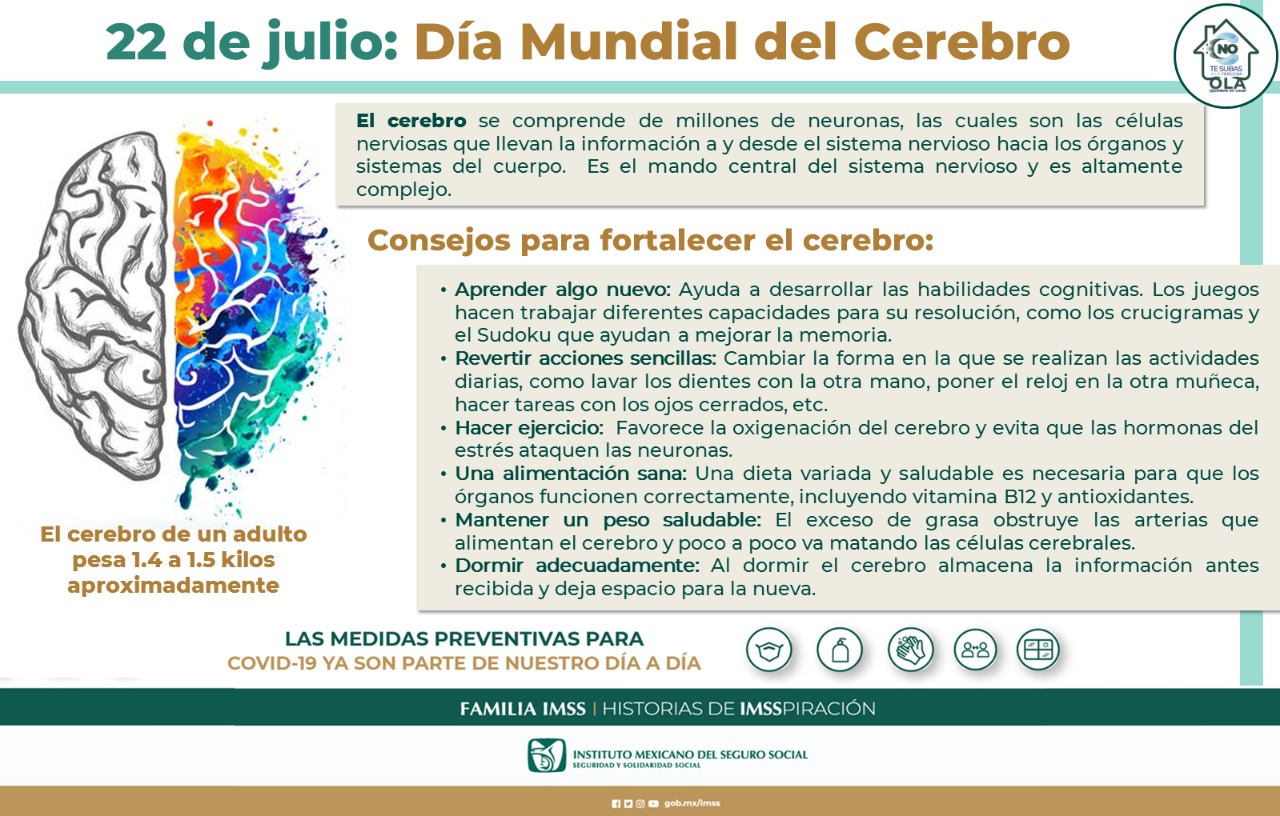 22 de julio: Día Mundial del Cerebro
NO
TE SUBAS
A LA TERCERA
OLA
¡Quédate en casa!
El cerebro se comprende de millones de neuronas, las cuales son las células
nerviosas que llevan la información a y desde el sistema nervioso hacia los órganos y
sistemas del cuerpo. Es el mando central del sistema nervioso y es altamente
complejo.
Consejos para fortalecer el cerebro:
• Aprender algo nuevo: Ayuda a desarrollar las habilidades cognitivas. Los juegos
hacen trabajar diferentes capacidades para su resolución, como los crucigramas y
el Sudoku que ayudan a mejorar la memoria.
• Revertir acciones sencillas: Cambiar la forma en la que se realizan las actividades
diarias, como lavar los dientes con la otra mano, poner el reloj en la otra muñeca,
hacer tareas con los ojos cerrados, etc.
• Hacer ejercicio: Favorece la oxigenación del cerebro y evita que las hormonas del
estrés ataquen las neuronas.
• Una alimentación sana: Una dieta variada y saludable es necesaria para que los
órganos funcionen correctamente, incluyendo vitamina B12 y antioxidantes.
• Mantener un peso saludable: El exceso de grasa obstruye las arterias que
alimentan el cerebro y poco a poco va matando las células cerebrales.
• Dormir adecuadamente: Al dormir el cerebro almacena la información antes
recibida y deja espacio para la nueva.
El cerebro de un adulto
pesa 1.4 a 1.5 kilos
aproximadamente
LAS MEDIDAS PREVENTIVAS PARA
COVID-19 YA SON PARTE DE NUESTRO DÍA A DÍA
FAMILIA IMSS | HISTORIAS DE IMSSPIRACIÓN
INSTITUTO MEXICANO DEL SEGURO SOCIAL
SEGURIDAD Y SOLIDARIDAD SOCIAL
gob.mx/imss